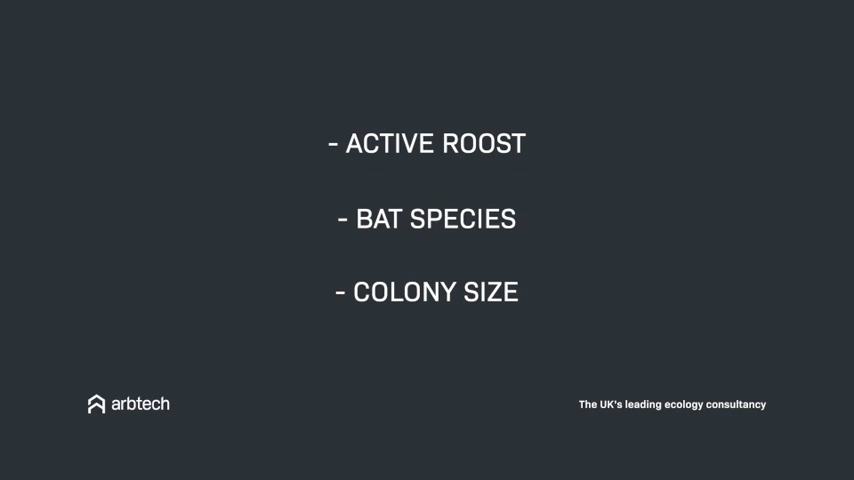 - ACTIVE ROOST
- BAT SPECIES
- COLONY SIZE
arbtech
The UK's leading ecology consultancy